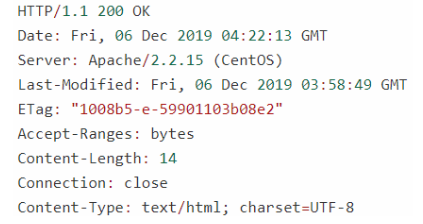 HTTP/1.1 200 OK
Date: Fri, 06 Dec 2019 04:22:13 GMT
Server: Apache/2.2.15 (CentOS)
Last-Modified: Fri, 06 Dec 2019 03:58:49 GMT
ETag: "1008b5-e-59901103b08e2"
Accept-Ranges: bytes
Content-Length: 14
Connection: close
Content-Type: text/html; charset=UTF-8